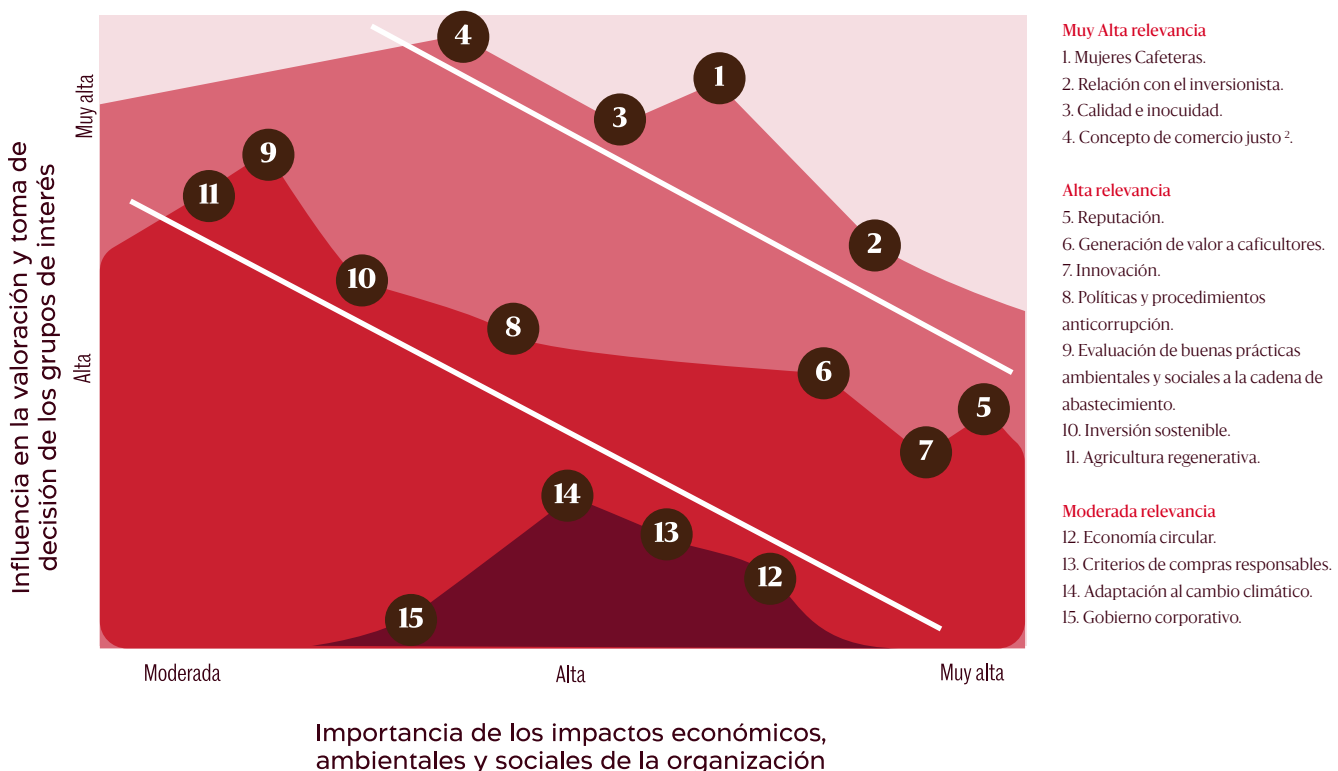 Influencia en la valoración y toma de
decisión de los grupos de interés
Muy alta
Alta
4
1
3
9
11
2
10
8
6
5
7
14
13
12
15
Moderada
Alta
Muy alta
Importancia de los impactos económicos,
ambientales y sociales de la organización
Muy Alta relevancia
1. Mujeres Cafeteras.
2. Relación con el inversionista.
3. Calidad e inocuidad.
4. Concepto de comercio justo ².
Alta relevancia
5. Reputación.
6. Generación de valor a caficultores.
7. Innovación.
8. Políticas y procedimientos
anticorrupción.
9. Evaluación de buenas prácticas
ambientales y sociales a la cadena de
abastecimiento.
10. Inversión sostenible.
11. Agricultura regenerativa.
Moderada relevancia
12. Economía circular.
13. Criterios de compras responsables.
14. Adaptación al cambio climático.
15. Gobierno corporativo.